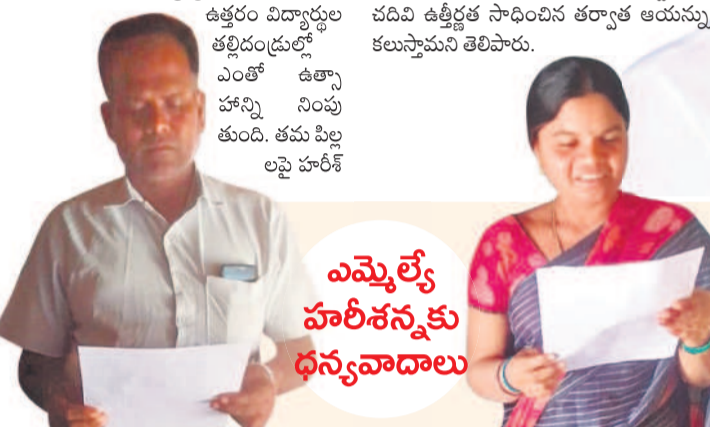 ఉత్తరం విద్యార్థుల
తల్లిదండ్రుల్లో
ఎంతో ఉత్సా
హాన్ని నింపు
తుంది. తమ పిల్ల
లపై హరీశ్
చదివి ఉత్తీర్ణత సాధించిన తర్వాత ఆయన్ను
కలుస్తామని తెలిపారు.
ఎమ్మెల్యే
హరీశన్నకు
ధన్యవాదాలు